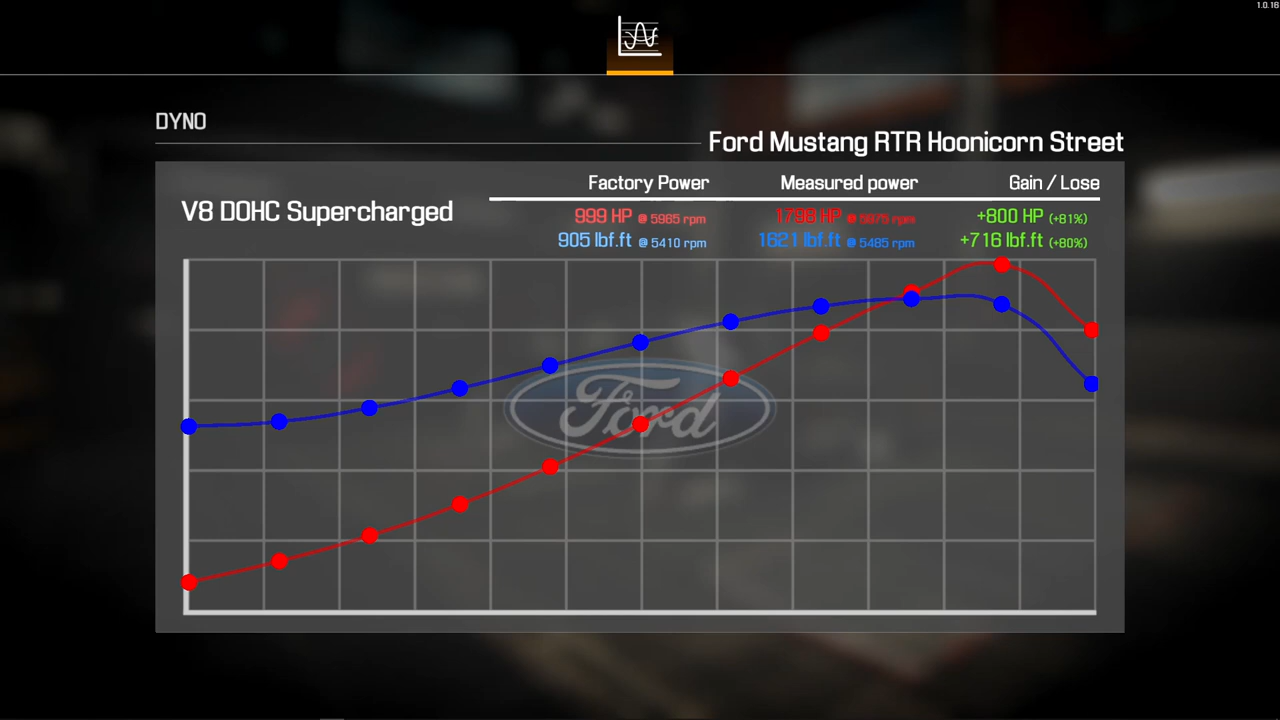 1.0.16
DYNO
Ford Mustang RTR Hoonicorn Street
Factory Power Measured power Gain / Lose
V8 DOHC Supercharged
999 HP @ 5965 rpm 1798 HP @ 5975 rpm +800 HP (+81%)
905 lbf.ft @ 5410 rpm 1621 lbf.ft @ 5485 rpm +716 lbf.ft (+80%)
Ford